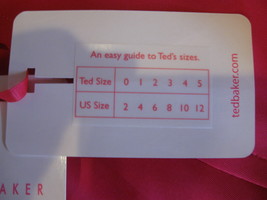 An easy guide to Ted's sizes.
Ted Size 0 1 2 3 4 5
US Size 2 4 6 8 10 12
tedbaker.com
BAKER